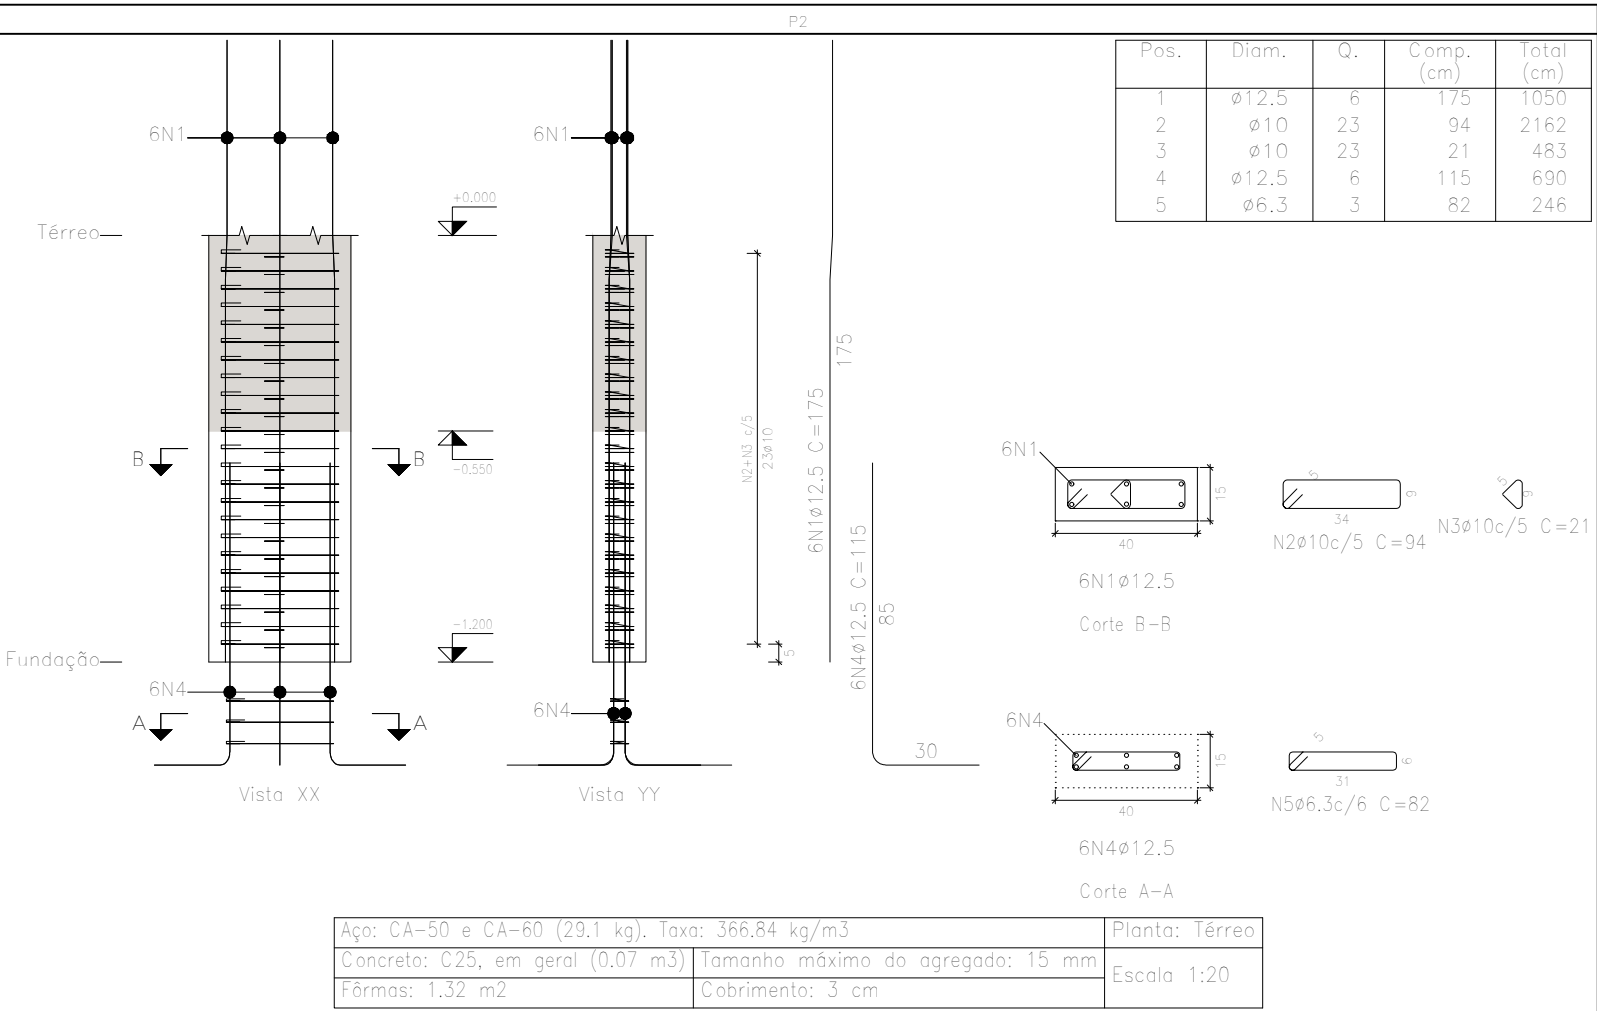 P2
Pos. Diam. Q. Comp. (cm) Total (cm)
1 ø12.5 6 175 1050
2 ø10 23 94 2162
3 ø10 23 21 483
4 ø12.5 6 115 690
5 ø6.3 3 82 246
6N1
6N1
+0.000
Térreo
175
6N1ø12.5 C=175
N2+N3 c/5
23ø10
B
B
-0.550
6N1
15
40
6N1ø12.5
Corte B-B
5
9
34
N2ø10c/5 C=94
5
9
N3ø10c/5 C=21
6N4ø12.5 C=115
85
30
-1.200
5
Fundação
6N4
6N4
A
A
Vista XX
Vista YY
6N4
15
40
6N4ø12.5
Corte A-A
5
6
31
N5ø6.3c/6 C=82
Aço: CA-50 e CA-60 (29.1 kg). Taxa: 366.84 kg/m3
Planta: Térreo
Concreto: C25, em geral (0.07 m3)
Tamanho máximo do agregado: 15 mm
Escala 1:20
Fôrmas: 1.32 m2
Cobrimento: 3 cm